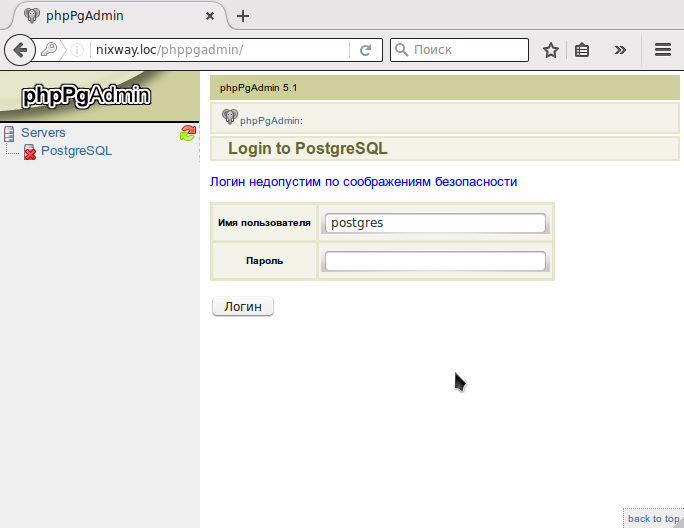 phpPgAdmin
nixway.loc/phppgadmin/
Поиск
phpPgAdmin
Servers
PostgreSQL
phpPgAdmin 5.1
phpPgAdmin:
Login to PostgreSQL
Логин недопустим по соображениям безопасности
Имя пользователя
postgres
Пароль
Логин
back to top